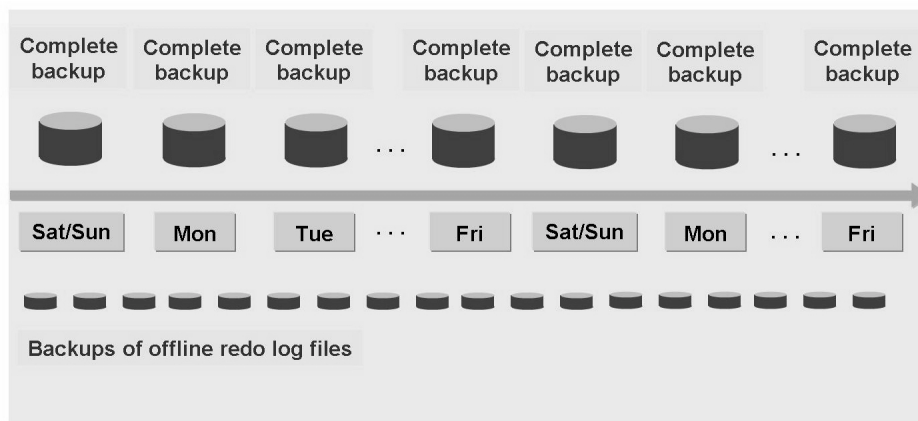 Complete backup
Complete backup
Complete backup
Complete backup
Complete backup
Complete backup
Complete backup
. . .
. . .
Sat/Sun
Mon
Tue
. . .
Fri
Sat/Sun
Mon
. . .
Fri
Backups of offline redo log files